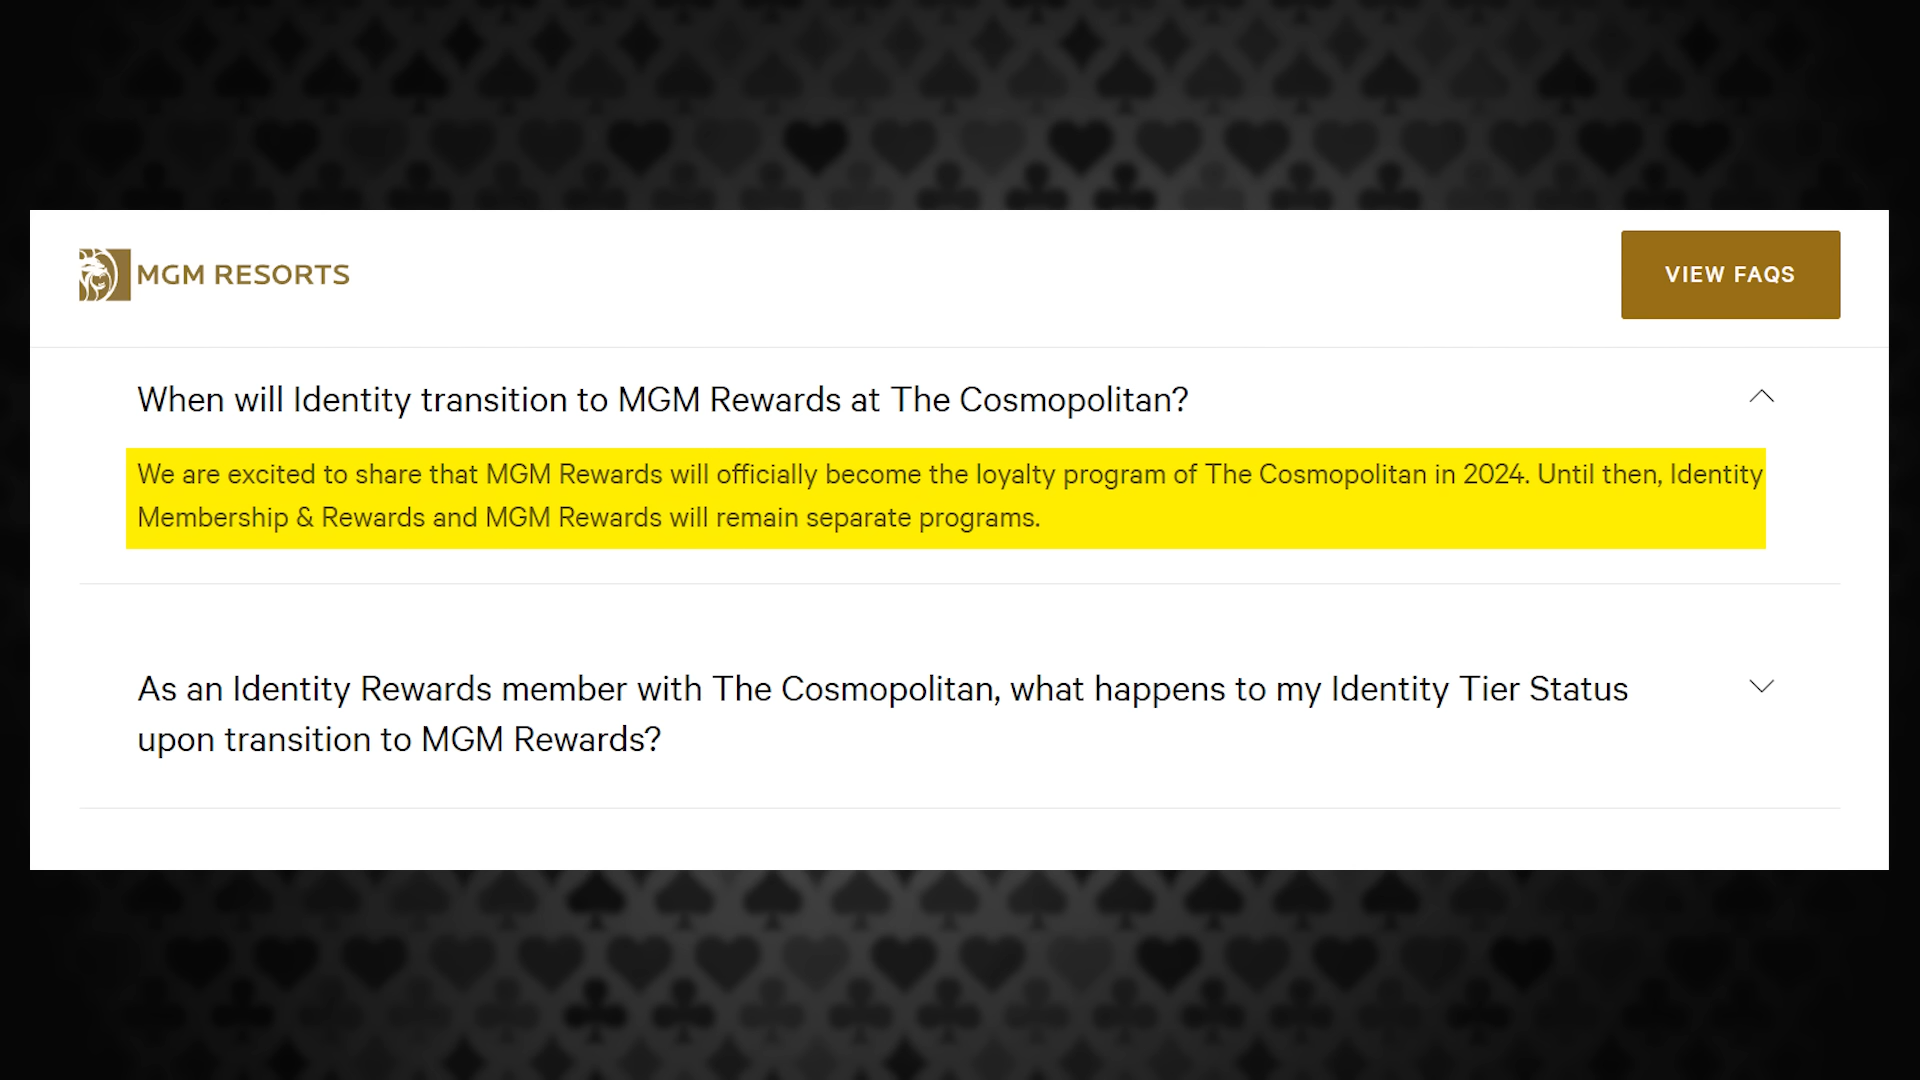 MGM RESORTS
VIEW FAQS
When will Identity transition to MGM Rewards at The Cosmopolitan?
We are excited to share that MGM Rewards will officially become the loyalty program of The Cosmopolitan in 2024. Until then, Identity
Membership & Rewards and MGM Rewards will remain separate programs.
As an Identity Rewards member with The Cosmopolitan, what happens to my Identity Tier Status
upon transition to MGM Rewards?